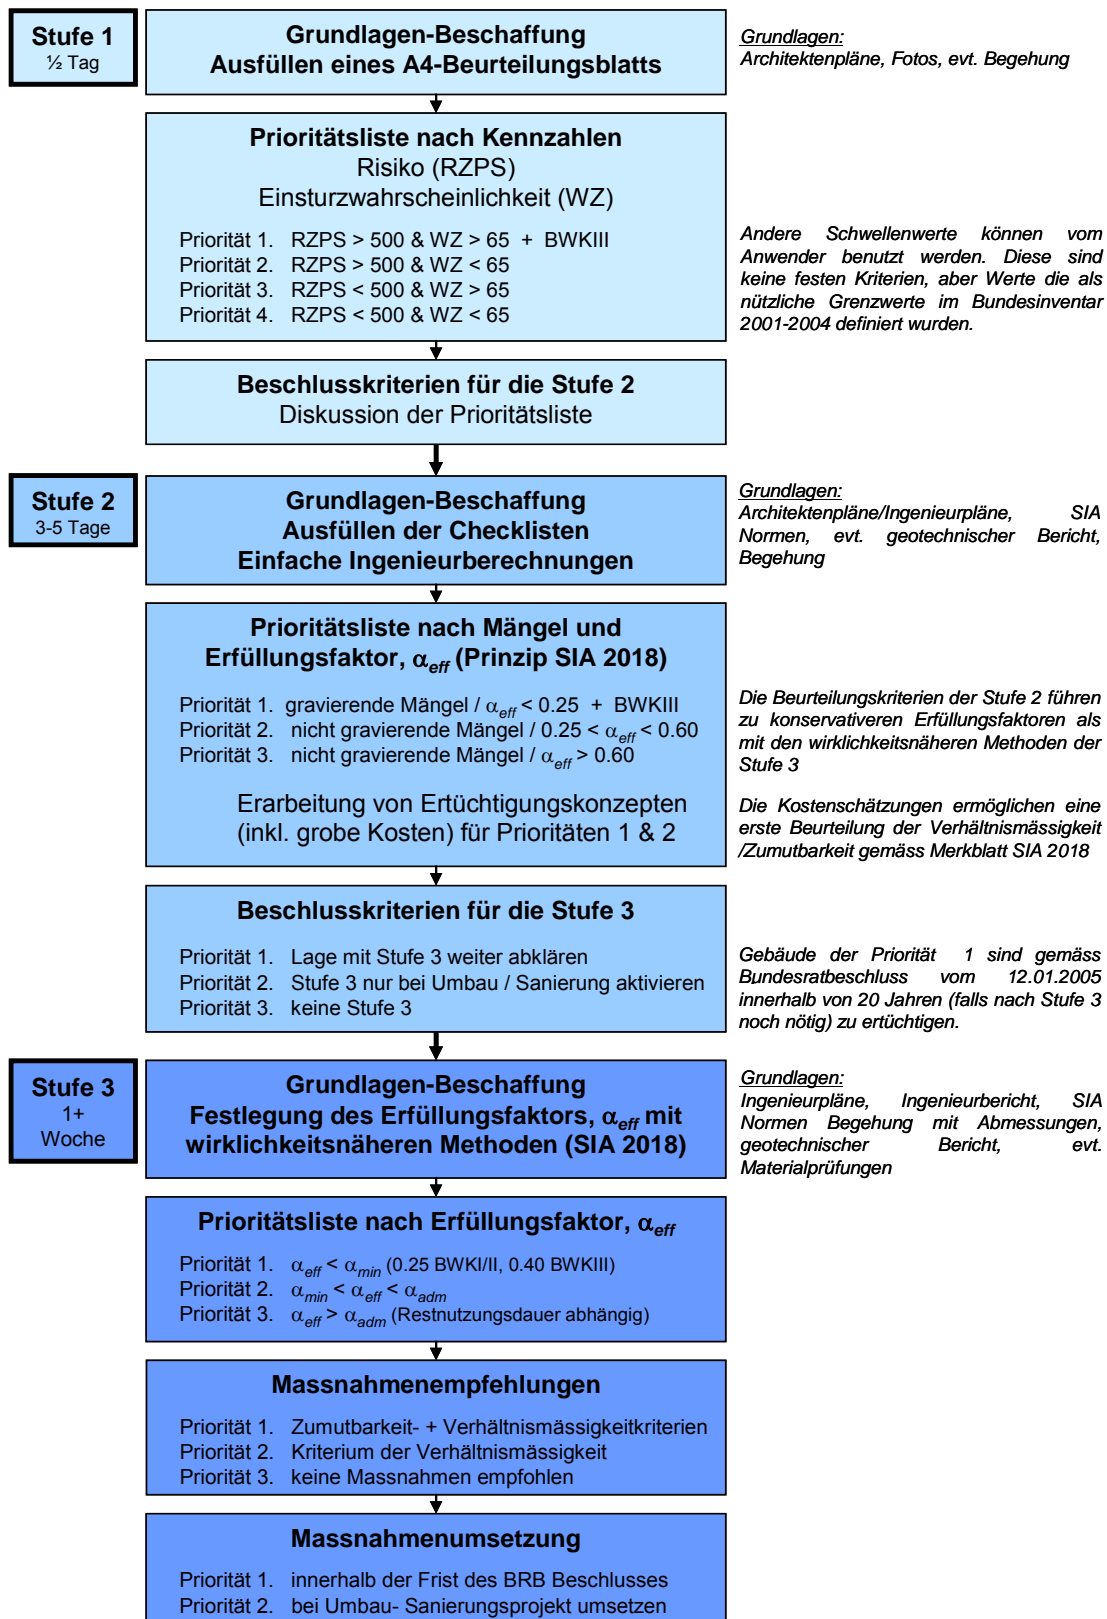 Stufe 1
½ Tag
Grundlagen-Beschaffung
Ausfüllen eines A4-Beurteilungsblatts
Grundlagen:
Architektenpläne, Fotos, evt. Begehung
Prioritätsliste nach Kennzahlen
Risiko (RZPS)
Einsturzwahrscheinlichkeit (WZ)
Priorität 1. RZPS > 500 & WZ > 65 + BWKIII
Priorität 2. RZPS > 500 & WZ < 65
Priorität 3. RZPS < 500 & WZ > 65
Priorität 4. RZPS < 500 & WZ < 65
Andere Schwellenwerte können vom
Anwender benutzt werden. Diese sind
keine festen Kriterien, aber Werte die als
nützliche Grenzwerte im Bundesinventar
2001-2004 definiert wurden.
Beschlusskriterien für die Stufe 2
Diskussion der Prioritätsliste
Stufe 2
3-5 Tage
Grundlagen-Beschaffung
Ausfüllen der Checklisten
Einfache Ingenieurberechnungen
Grundlagen:
Architektenpläne/Ingenieurpläne, SIA
Normen, evt. geotechnischer Bericht,
Begehung
Prioritätsliste nach Mängel und
Erfüllungsfaktor, αeff (Prinzip SIA 2018)
Priorität 1. gravierende Mängel / αeff < 0.25 + BWKIII
Priorität 2. nicht gravierende Mängel / 0.25 < αeff < 0.60
Priorität 3. nicht gravierende Mängel / αeff > 0.60
Erarbeitung von Ertüchtigungskonzepten
(inkl. grobe Kosten) für Prioritäten 1 & 2
Die Beurteilungskriterien der Stufe 2 führen
zu konservativeren Erfüllungsfaktoren als
mit den wirklichkeitsnäheren Methoden der
Stufe 3
Die Kostenschätzungen ermöglichen eine
erste Beurteilung der Verhältnismässigkeit
/Zumutbarkeit gemäss Merkblatt SIA 2018
Beschlusskriterien für die Stufe 3
Priorität 1. Lage mit Stufe 3 weiter abklären
Priorität 2. Stufe 3 nur bei Umbau / Sanierung aktivieren
Priorität 3. keine Stufe 3
Gebäude der Priorität 1 sind gemäss
Bundesratbeschluss vom 12.01.2005
innerhalb von 20 Jahren (falls nach Stufe 3
noch nötig) zu ertüchtigen.
Stufe 3
1+
Woche
Grundlagen-Beschaffung
Festlegung des Erfüllungsfaktors, αeff mit
wirklichkeitsnäheren Methoden (SIA 2018)
Grundlagen:
Ingenieurpläne, Ingenieurbericht, SIA
Normen Begehung mit Abmessungen,
geotechnischer Bericht, evt.
Materialprüfungen
Prioritätsliste nach Erfüllungsfaktor, αeff
Priorität 1. αeff < αmin (0.25 BWKI/II, 0.40 BWKIII)
Priorität 2. αmin < αeff < αadm
Priorität 3. αeff > αadm (Restnutzungsdauer abhängig)
Massnahmenempfehlungen
Priorität 1. Zumutbarkeit- + Verhältnismässigkeitkriterien
Priorität 2. Kriterium der Verhältnismässigkeit
Priorität 3. keine Massnahmen empfohlen
Massnahmenumsetzung
Priorität 1. innerhalb der Frist des BRB Beschlusses
Priorität 2. bei Umbau- Sanierungsprojekt umsetzen